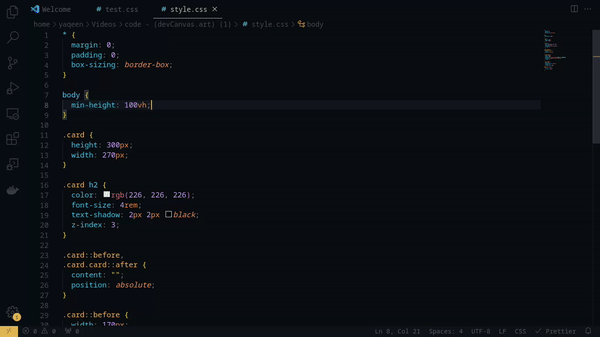 Welcome # test.css # style.css ×
home > yaqeen > Videos > code - (devCanvas.art) (1) > # style.css > body
1 * {
2 margin: 0;
3 padding: 0;
4 box-sizing: border-box;
5 }
6
7 body {
8 min-height: 100vh;
9 }
10
11 .card {
12 height: 300px;
13 width: 270px;
14 }
15
16 .card h2 {
17 color: rgb(226, 226, 226);
18 font-size: 4rem;
19 text-shadow: 2px 2px black;
20 z-index: 3;
21 }
22
23 .card::before,
24 .card.card::after {
25 content: "";
26 position: absolute;
27 }
28
29 .card::before {
30 width: 170px;
0 0 0 Ln 8, Col 21 Spaces: 4 UTF-8 LF CSS Prettier